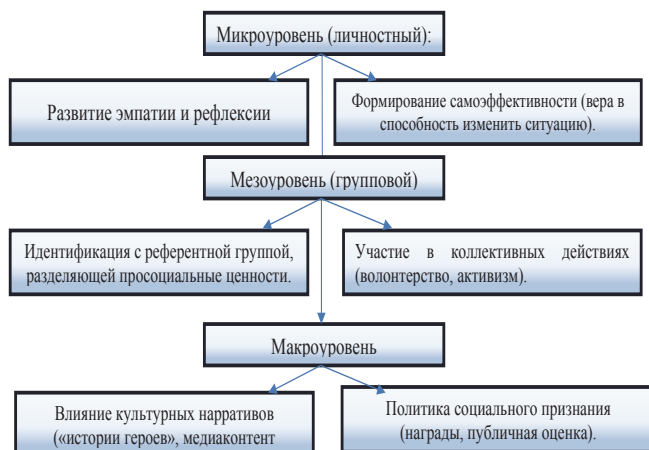 Микроуровень (личностный):
Развитие эмпатии и рефлексии
Формирование самоэффективности (вера в
способность изменить ситуацию).
Мезоуровень (групповой)
Идентификация с референтной группой,
разделяющей просоциальные ценности.
Участие в коллективных действиях
(волонтерство, активизм).
Макроуровень
Влияние культурных нарративов
(«истории героев», медиаконтент
Политика социального признания
(награды, публичная оценка).